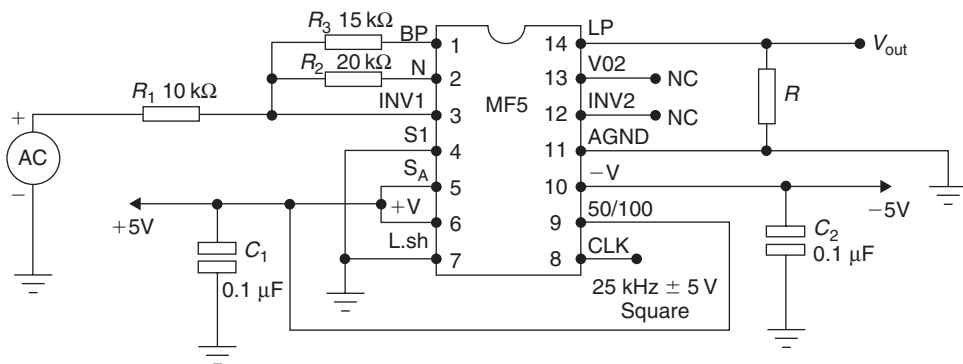 R3 15 kΩ
BP
1
14
LP
Vout
R2 20 kΩ
N
2
13
V02
NC
R1 10 kΩ
INV1
3
MF5
12
INV2
NC
R
+
AC
−
S1
4
11
AGND
SA
5
10
−V
−5V
+5V
+V
6
9
50/100
C1
0.1 μF
L.sh
7
8
CLK
C2
0.1 μF
25 kHz ± 5 V
Square